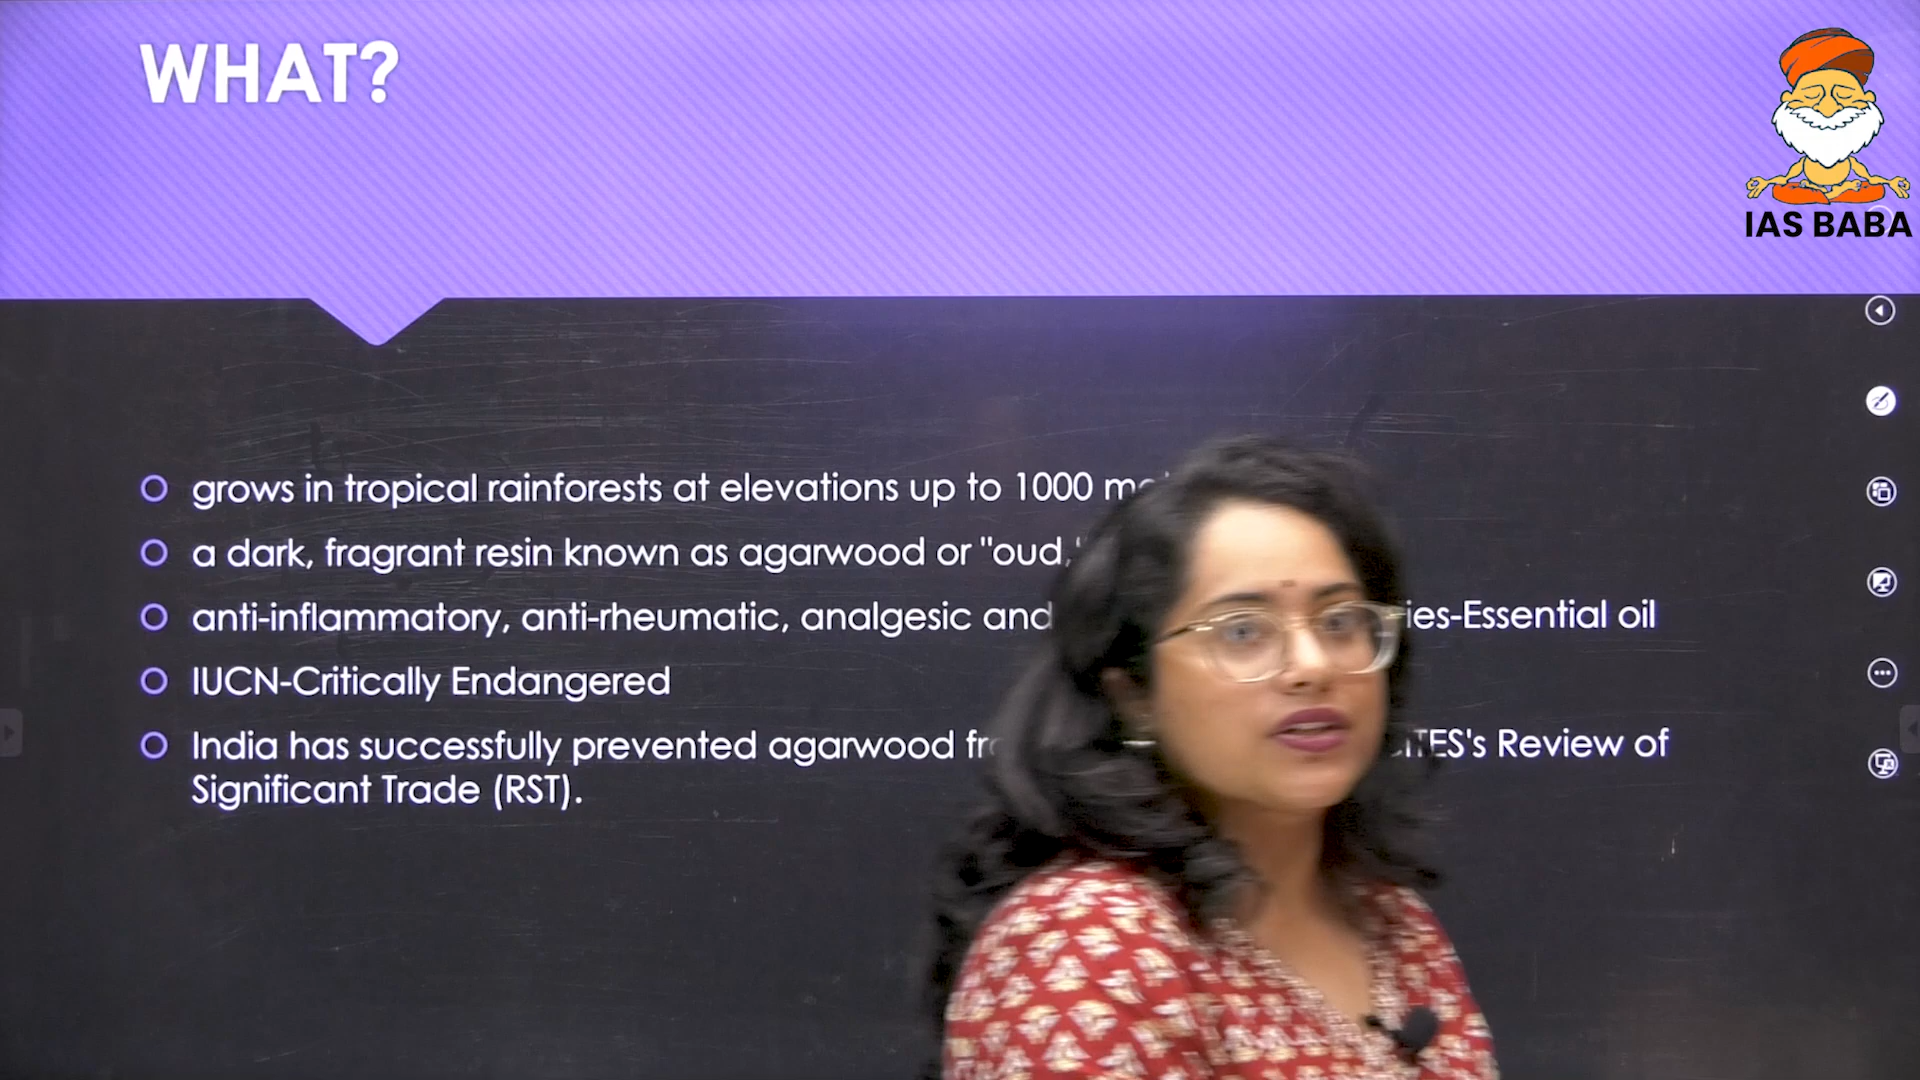 WHAT?
IAS BABA
grows in tropical rainforests at elevations up to 1000
a dark, fragrant resin known as agarwood or "oud,"
anti-inflammatory, anti-rheumatic, analgesic and -Essential oil
IUCN-Critically Endangered
India has successfully prevented agarwood CITES's Review of
Significant Trade (RST).